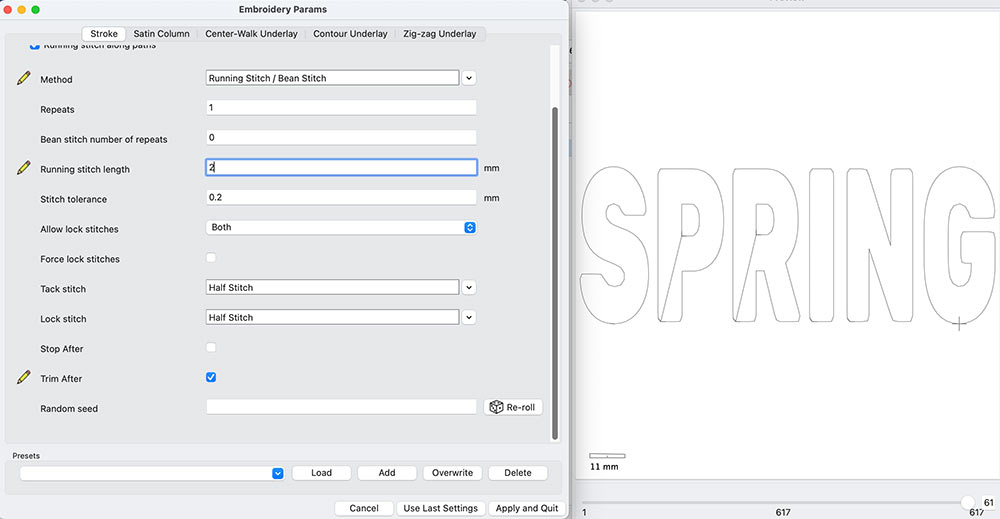 Embroidery Params
Stroke Satin Column Center-Walk Underlay Contour Underlay Zig-zag Underlay
Running stitch along paths
Method Running Stitch / Bean Stitch
Repeats 1
Bean stitch number of repeats 0
Running stitch length 2 mm
Stitch tolerance 0.2 mm
Allow lock stitches Both
Force lock stitches
Tack stitch Half Stitch
Lock stitch Half Stitch
Stop After
Trim After
Random seed Re-roll
Presets
Load Add Overwrite Delete
Cancel Use Last Settings Apply and Quit
SPRING
11 mm
61
1 617 617